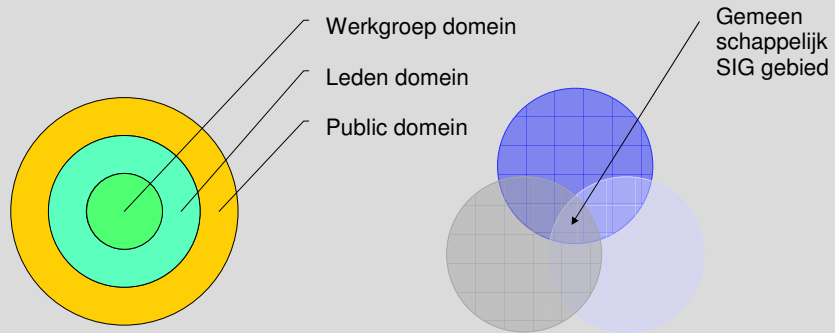 Werkgroep domein
Leden domein
Public domein
Gemeen
schappelijk
SIG gebied